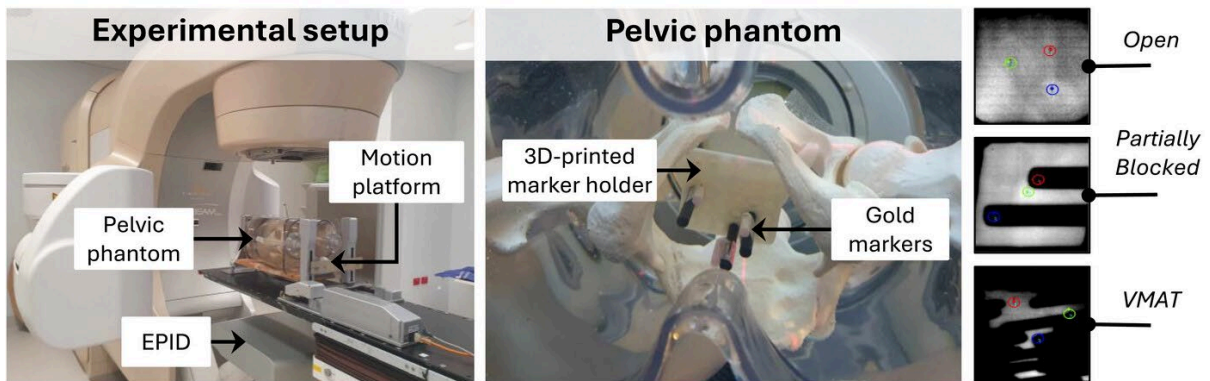 Experimental setup
Motion
platform
Pelvic
phantom
EPID
Pelvic phantom
3D-printed
marker holder
Gold
markers
Open
Partially
Blocked
VMAT